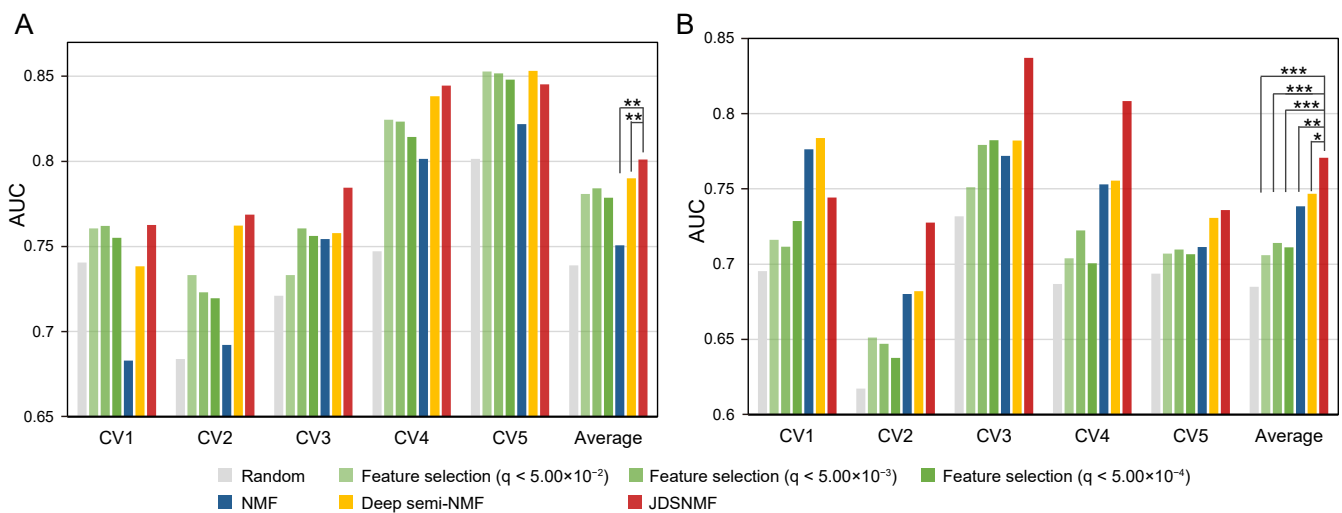 A
B
AUC
0.85
0.8
0.75
0.7
0.65
**
**
CV1 CV2 CV3 CV4 CV5 Average
AUC
0.85
0.8
0.75
0.7
0.65
0.6
***
***
***
**
*
CV1 CV2 CV3 CV4 CV5 Average
Random Feature selection (q < 5.00×10⁻²) Feature selection (q < 5.00×10⁻³) Feature selection (q < 5.00×10⁻⁴)
NMF Deep semi-NMF JDSNMF